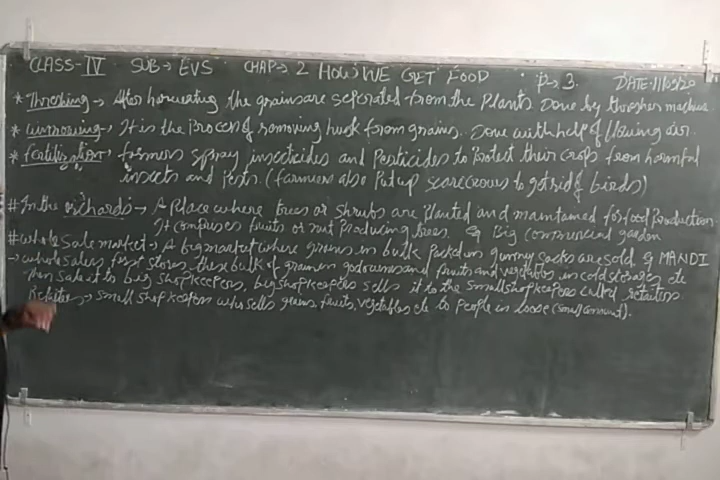 CLASS-IV SUB→ EVS CHAP→ 2 HOW WE GET FOOD P→ 3. DATE-11/05/20
* Threshing → After harvesting the grains are seperated from the Plants. Done by thresher machine
* winnowing → It is the Process of removing husk from grains. Done with help of blowing air.
* fertilization → farmers spray insecticides and Pesticides to Protect their crops from harmful
insects and Pests. (farmers also Put up scarecrows to get rid of birds)
# In the orchards → A Place where trees or shrubs are Planted and maintained for food Production
It comprises fruits or nut Producing trees. eg Big commercial garden
# whole sale market → A big market where grains in bulk Packed in gunny sacks are sold eg MANDI
→ whole salers first stores these bulk of grain in godowns and fruits and vegetables in cold storages etc
then sale it to big shopkeepers, big shopkeepers sells it to the small shopkeepers called retailers.
Retailers → small shop keepers who sells grains, fruits, vegetables etc to People in loose (small amount).